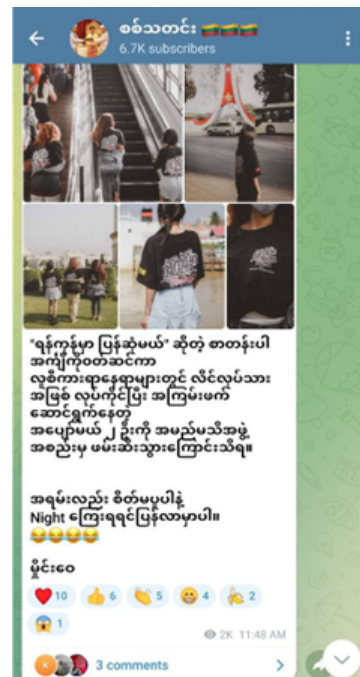 စစ်သတင်း 🇱🇹🇱🇹🇱🇹
6.7K subscribers
"ရန်ကုန်မှာ ပြန်ဆုံမယ်" ဆိုတဲ့ စာတန်းပါ
အင်္ကျီကိုဝတ်ဆင်ကာ
လူစီကားရာနေရာများတွင် လိင်လုပ်သား
အဖြစ် လုပ်ကိုင်ပြီး အကြမ်းဖက်
ဆောင်ရွက်နေတဲ့
အပျော်မယ် ၂ ဦးကို အမည်မသိအဖွဲ့
အစည်းမှ ဖမ်းဆီးသွားကြောင်းသိရ။
အရမ်းလည်း စိတ်မပူပါနဲ့
Night ကြေးရရင်ပြန်လာမှာပါ။
😂😂😂😂
မှိုင်းဝေ
❤️ 10 👍 6 👏 5 😁 4 🍌 2
😱 1
2K 11:48 AM
3 comments